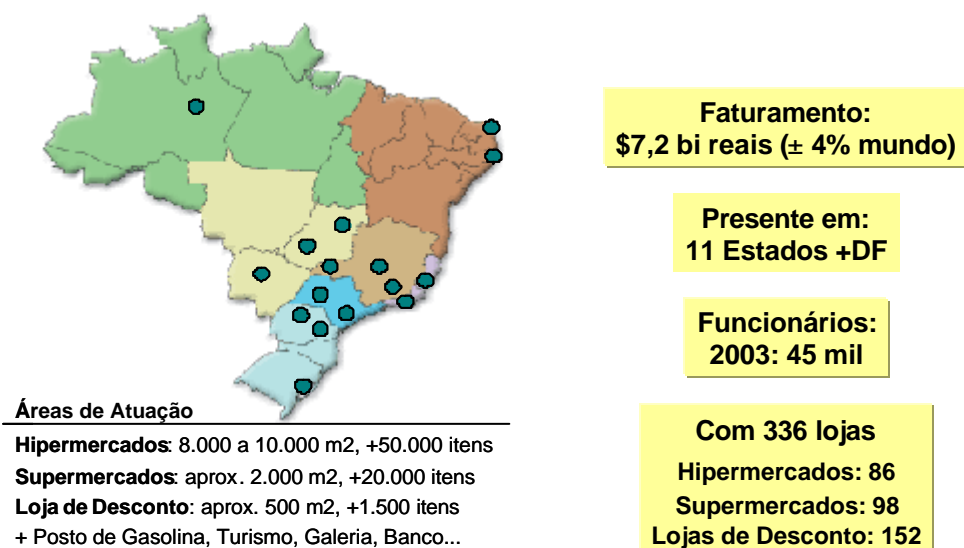 Faturamento:
$7,2 bi reais (± 4% mundo)
Presente em:
11 Estados +DF
Funcionários:
2003: 45 mil
Áreas de Atuação
Hipermercados: 8.000 a 10.000 m2, +50.000 itens
Supermercados: aprox. 2.000 m2, +20.000 itens
Loja de Desconto: aprox. 500 m2, +1.500 itens
+ Posto de Gasolina, Turismo, Galeria, Banco...
Com 336 lojas
Hipermercados: 86
Supermercados: 98
Lojas de Desconto: 152